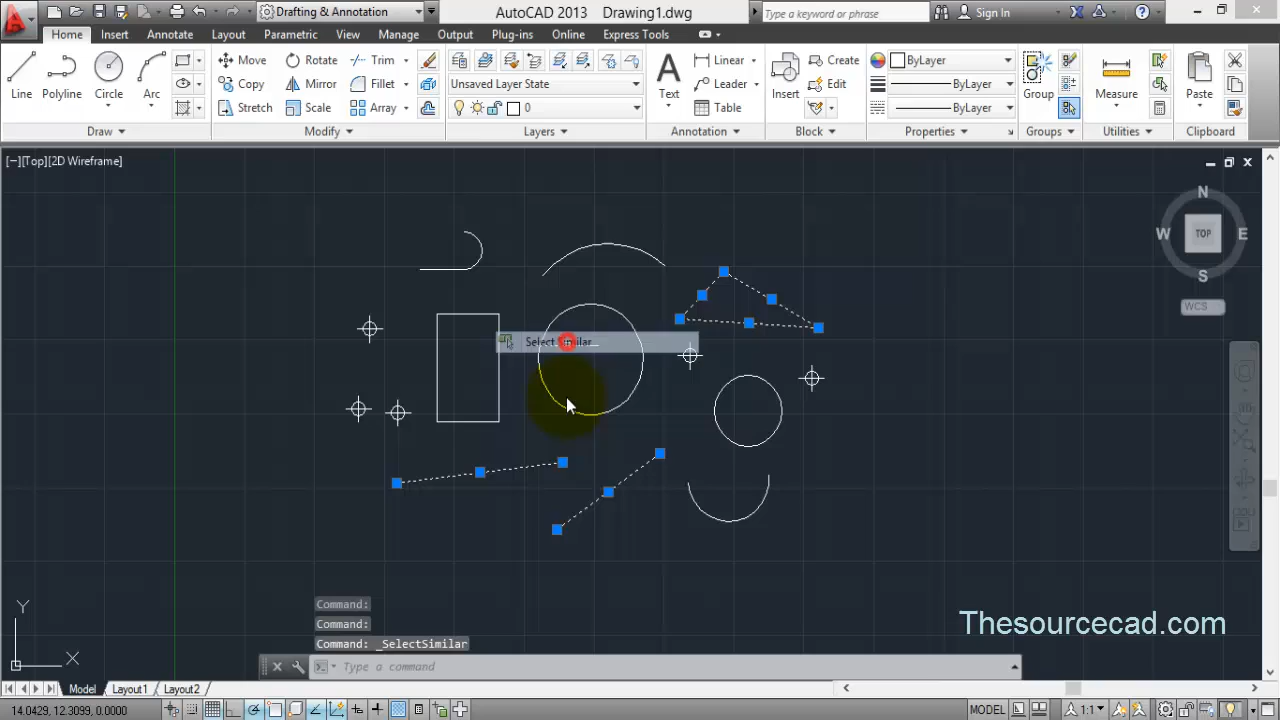 Drafting & Annotation
AutoCAD 2013 Drawing1.dwg
Type a keyword or phrase
Sign In
Home Insert Annotate Layout Parametric View Manage Output Plug-ins Online Express Tools
Line
Polyline
Circle
Arc
Move
Rotate
Trim
Copy
Mirror
Fillet
Stretch
Scale
Array
Unsaved Layer State
0
Text
Linear
Leader
Table
Insert
Create
Edit
ByLayer
ByLayer
ByLayer
Group
Measure
Paste
Draw Modify Layers Annotation Block Properties Groups Utilities Clipboard
[−][Top][2D Wireframe]
N
W TOP E
S
WCS
Select Similar
Y
X
Command:
Command:
Command: _SelectSimilar
Thesourcecad.com
Type a command
Model Layout1 Layout2
14.0429, 12.3099, 0.0000
MODEL
1:1